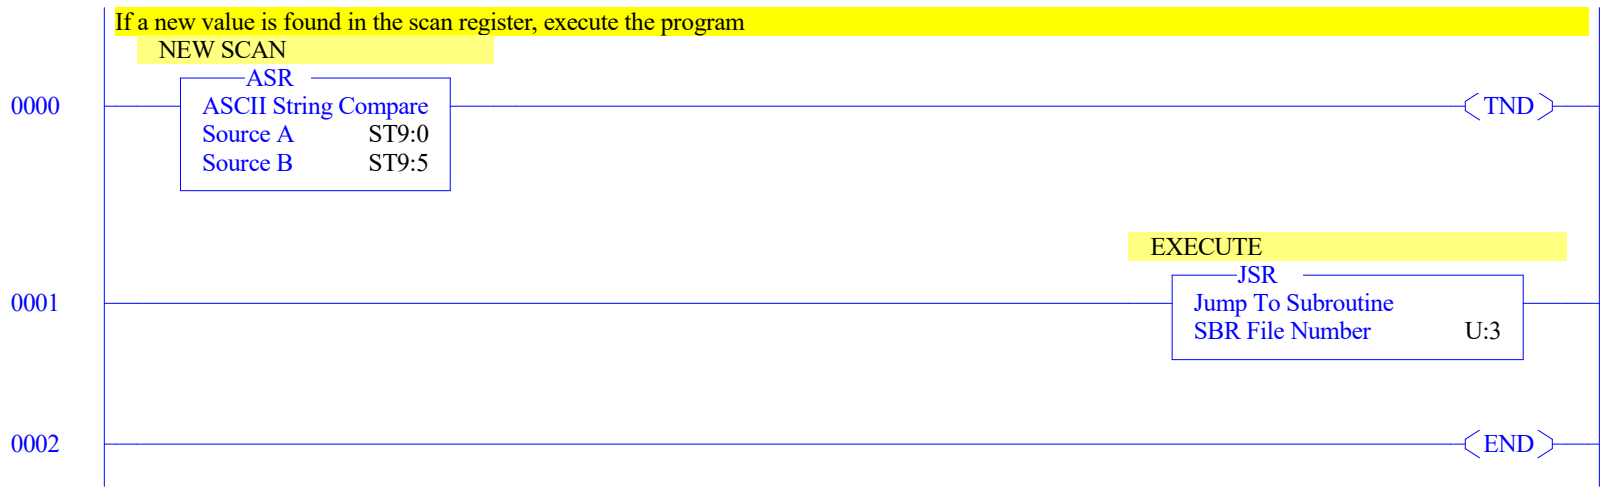 If a new value is found in the scan register, execute the program
NEW SCAN
ASR
0000
ASCII String Compare
TND
Source A ST9:0
Source B ST9:5
EXECUTE
JSR
0001
Jump To Subroutine
SBR File Number U:3
0002
END